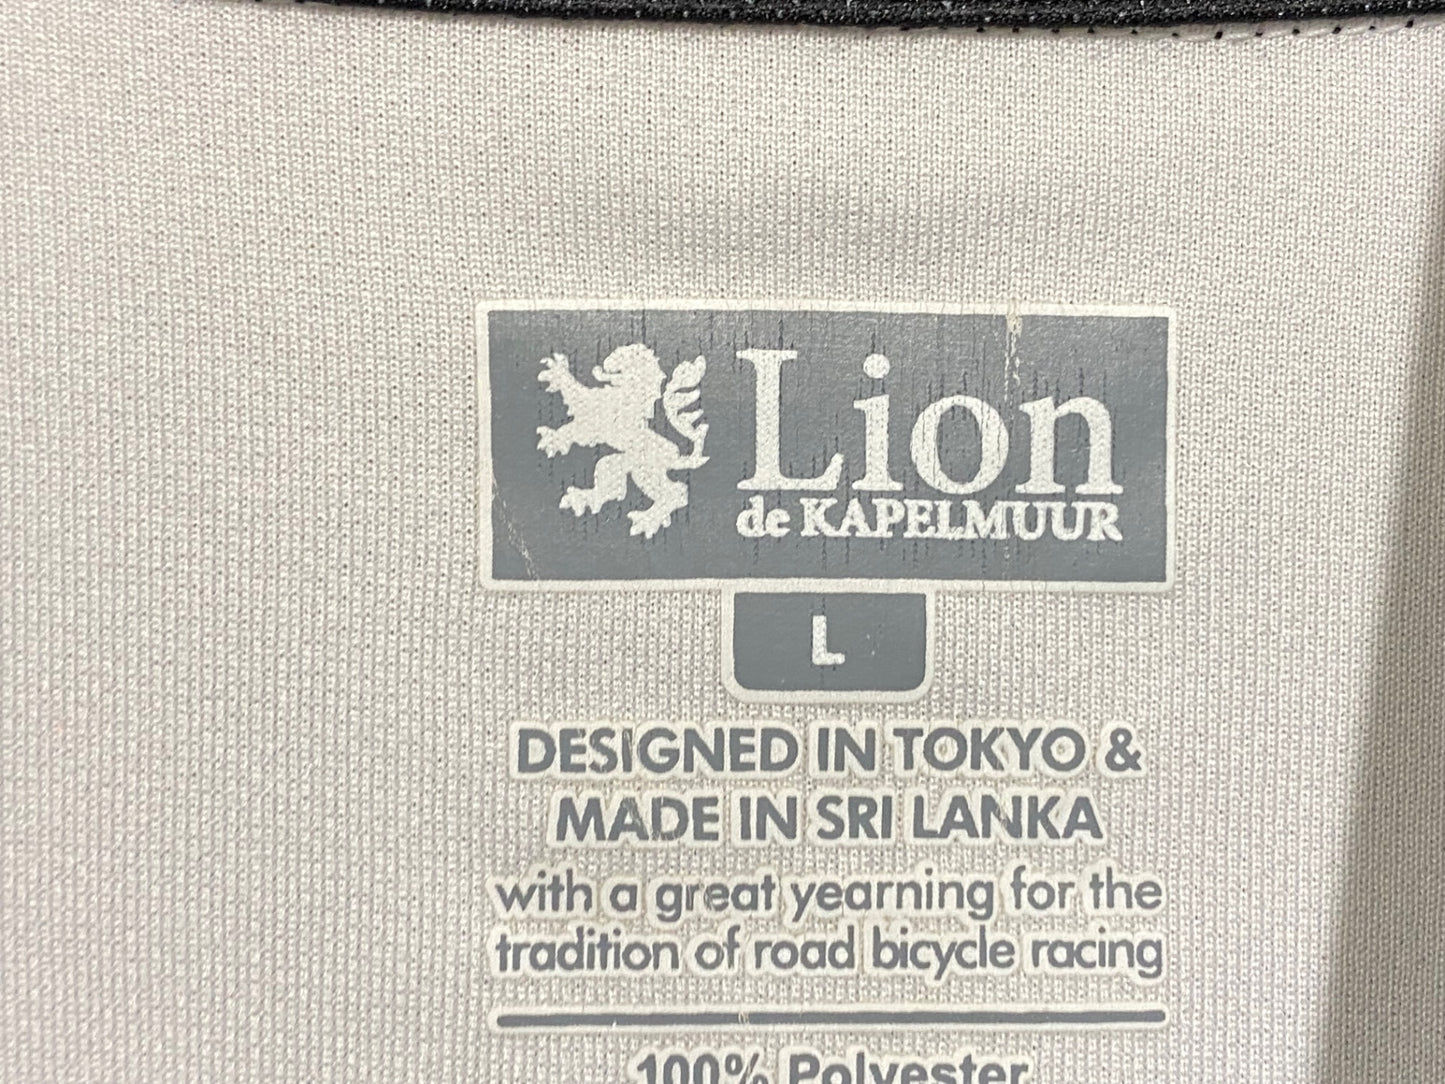 Lion
de KAPELMUUR
L
DESIGNED IN TOKYO &
MADE IN SRI LANKA
with a great yearning for the
tradition of road bicycle racing
100% Polyester